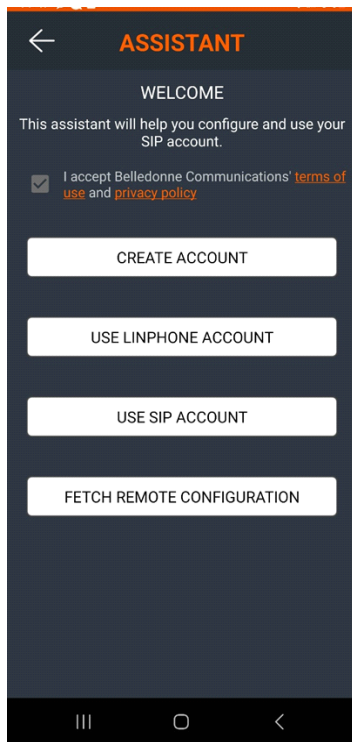 ASSISTANT
WELCOME
This assistant will help you configure and use your
SIP account.
I accept Belledonne Communications' terms of
use and privacy policy
CREATE ACCOUNT
USE LINPHONE ACCOUNT
USE SIP ACCOUNT
FETCH REMOTE CONFIGURATION